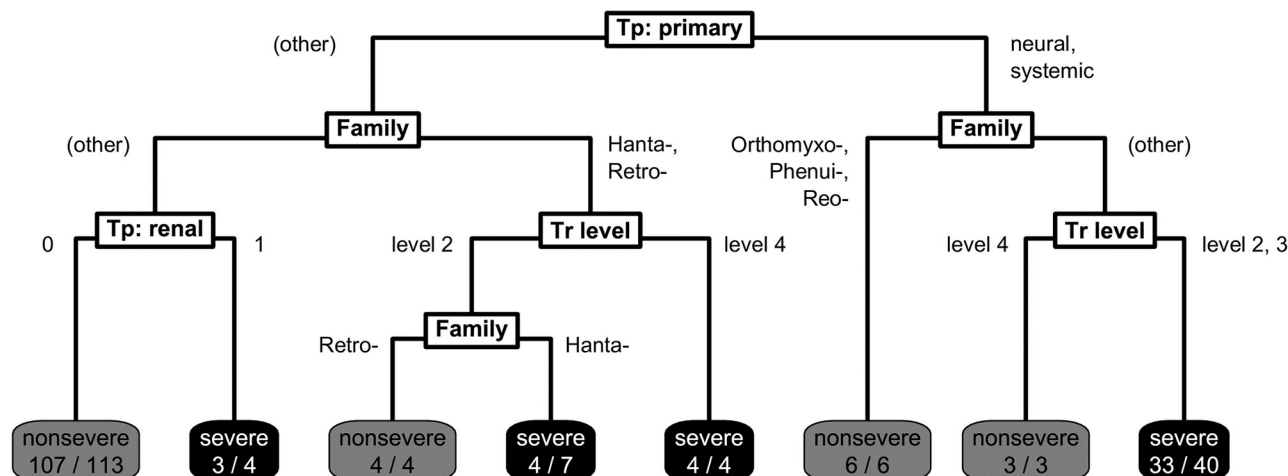 Tp: primary
(other)
neural,
systemic
Family
Family
(other)
Hanta-,
Retro-
Orthomyxo-,
Phenui-,
Reo-
(other)
Tp: renal
Tr level
Tr level
0
1
level 2
level 4
level 4
level 2, 3
Family
Retro-
Hanta-
nonsevere
107 / 113
severe
3 / 4
nonsevere
4 / 4
severe
4 / 7
severe
4 / 4
nonsevere
6 / 6
nonsevere
3 / 3
severe
33 / 40